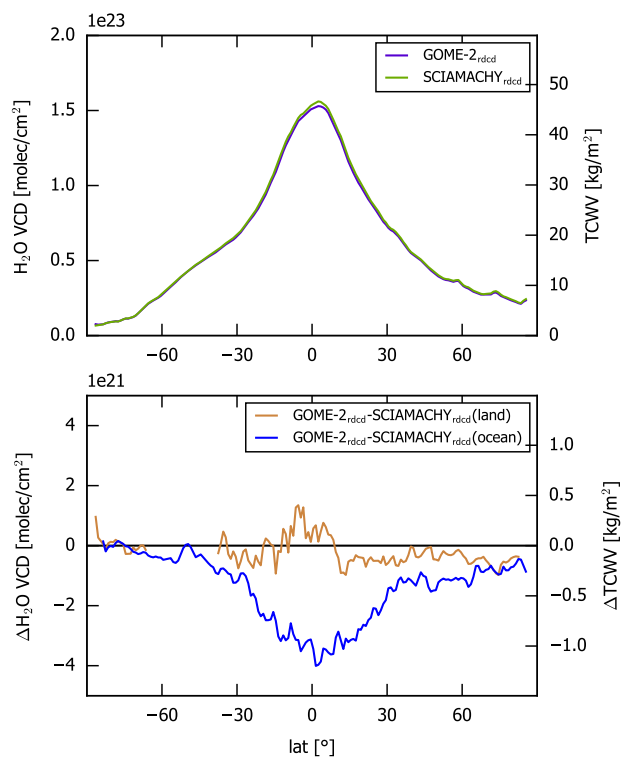 1e23
2.0
1.5
1.0
0.5
0.0
H₂O VCD [molec/cm²]
GOME-2rdcd
SCIAMACHYrdcd
50
40
30
20
10
0
TCWV [kg/m²]
−60 −30 0 30 60
1e21
4
2
0
−2
−4
ΔH₂O VCD [molec/cm²]
GOME-2rdcd-SCIAMACHYrdcd(land)
GOME-2rdcd-SCIAMACHYrdcd(ocean)
1.0
0.5
0.0
−0.5
−1.0
ΔTCWV [kg/m²]
−60 −30 0 30 60
lat [°]